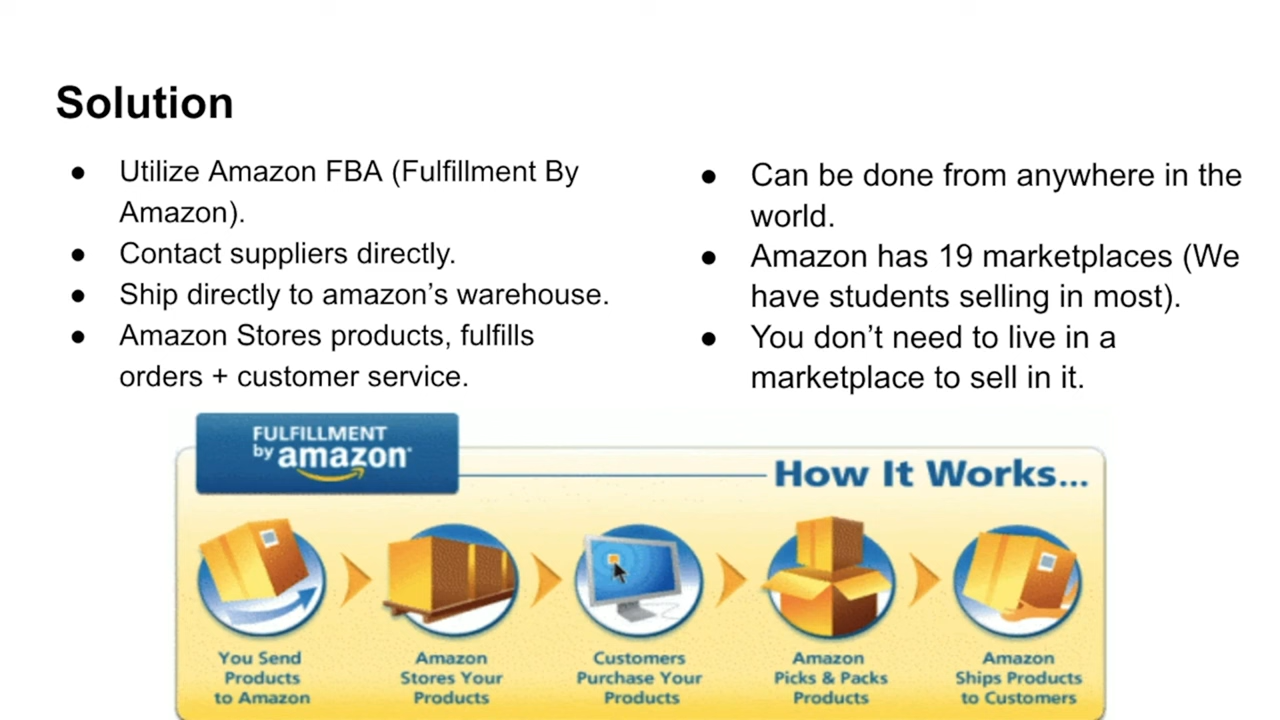 Solution
● Utilize Amazon FBA (Fulfillment By
Amazon).
● Contact suppliers directly.
● Ship directly to amazon’s warehouse.
● Amazon Stores products, fulfills
orders + customer service.
● Can be done from anywhere in the
world.
● Amazon has 19 marketplaces (We
have students selling in most).
● You don’t need to live in a
marketplace to sell in it.
FULFILLMENT
by amazon
How It Works...
You Send
Products
to Amazon
Amazon
Stores Your
Products
Customers
Purchase Your
Products
Amazon
Picks & Packs
Products
Amazon
Ships Products
to Customers